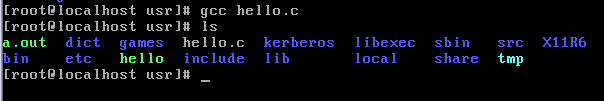 [root@localhost usr]# gcc hello.c
[root@localhost usr]# ls
a.out dict games hello.c kerberos libexec sbin src X11R6
bin etc hello include lib local share tmp
[root@localhost usr]# _